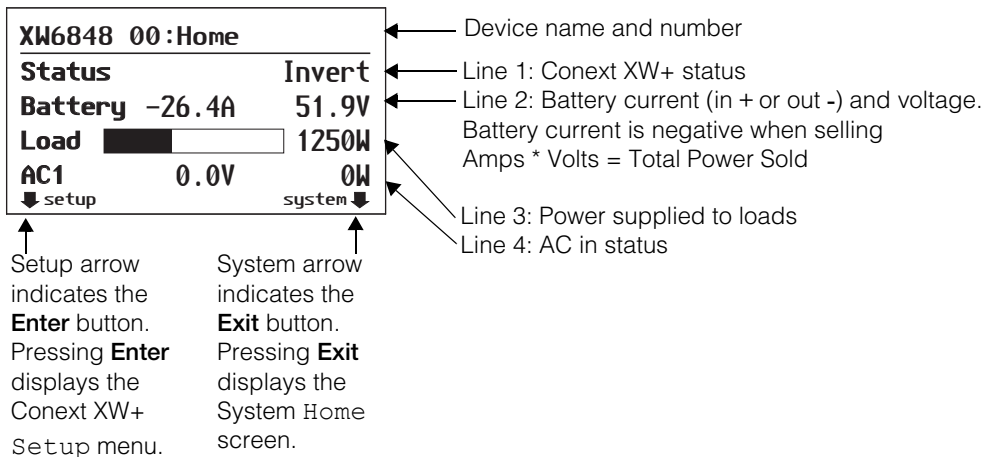 XW6848 00:Home
Status Invert
Battery -26.4A 51.9V
Load 1250W
AC1 0.0V 0W
setup system
Device name and number
Line 1: Conext XW+ status
Line 2: Battery current (in + or out -) and voltage.
Battery current is negative when selling
Amps * Volts = Total Power Sold
Line 3: Power supplied to loads
Line 4: AC in status
Setup arrow
indicates the
Enter button.
Pressing Enter
displays the
Conext XW+
Setup menu.
System arrow
indicates the
Exit button.
Pressing Exit
displays the
System Home
screen.